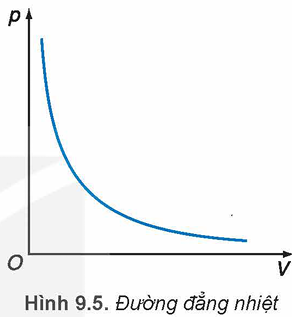 p
O
V
Hình 9.5. Đường đẳng nhiệt